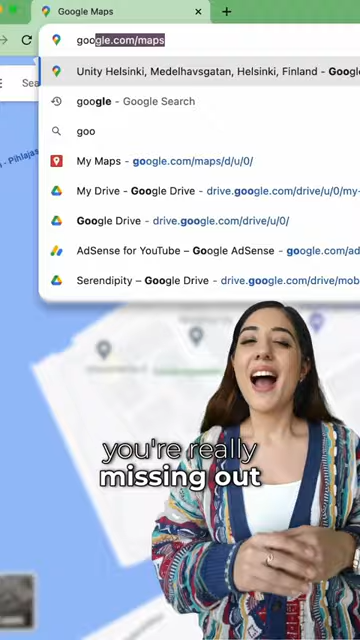 Google Maps
google.com/maps
Sea
Pihlajas
Unity Helsinki, Medelhavsgatan, Helsinki, Finland - Goog
google - Google Search
goo
My Maps - google.com/maps/d/u/0/
My Drive - Google Drive - drive.google.com/drive/u/0/my-
Google Drive - drive.google.com/drive/u/0/
AdSense for YouTube – Google AdSense - google.com/ad
Serendipity – Google Drive - drive.google.com/drive/mob
you're really
missing out